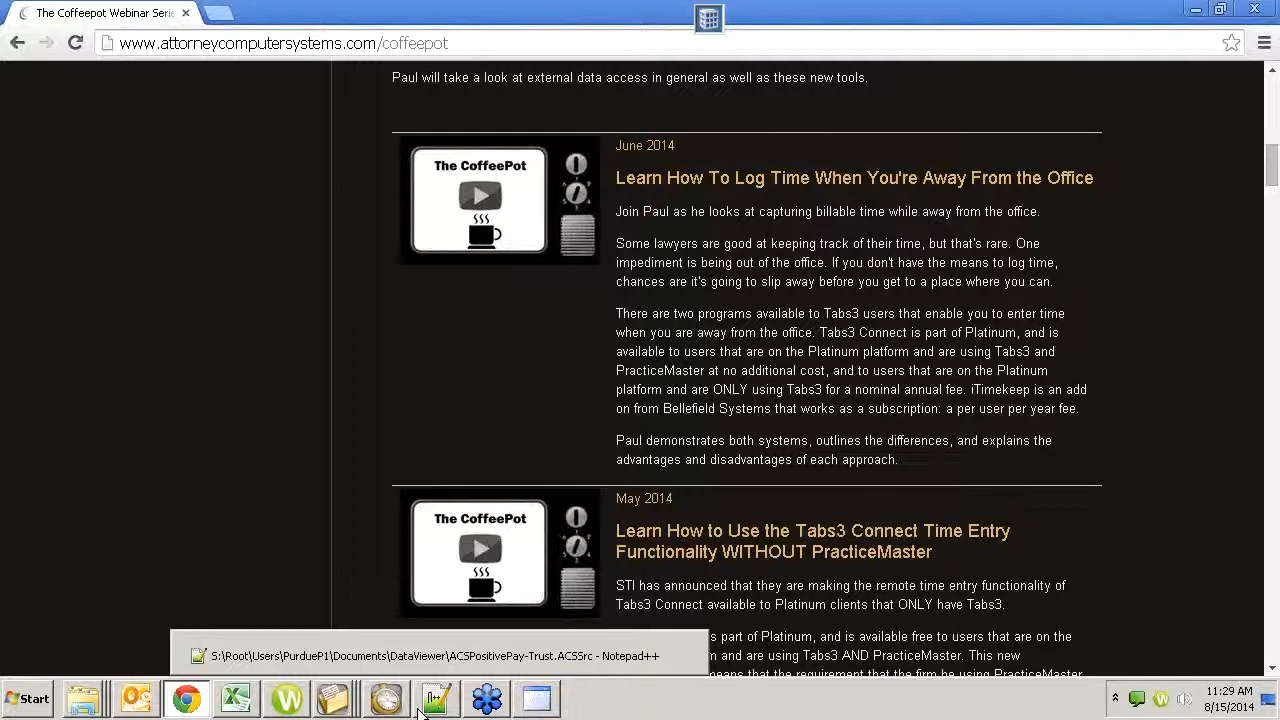 The Coffeepot Webinar Serie
www.attorneycomputersystems.com/coffeepot
Paul will take a look at external data access in general as well as these new tools.
The CoffeePot
June 2014
Learn How To Log Time When You're Away From the Office
Join Paul as he looks at capturing billable time while away from the office.
Some lawyers are good at keeping track of their time, but that's rare. One
impediment is being out of the office. If you don't have the means to log time,
chances are it's going to slip away before you get to a place where you can.
There are two programs available to Tabs3 users that enable you to enter time
when you are away from the office. Tabs3 Connect is part of Platinum, and is
available to users that are on the Platinum platform and are using Tabs3 and
PracticeMaster at no additional cost, and to users that are on the Platinum
platform and are ONLY using Tabs3 for a nominal annual fee. iTimekeep is an add
on from Bellefield Systems that works as a subscription: a per user per year fee.
Paul demonstrates both systems, outlines the differences, and explains the
advantages and disadvantages of each approach.
The CoffeePot
May 2014
Learn How to Use the Tabs3 Connect Time Entry
Functionality WITHOUT PracticeMaster
STI has announced that they are making the remote time entry functionality of
Tabs3 Connect available to Platinum clients that ONLY have Tabs3.
s part of Platinum, and is available free to users that are on the
m and are using Tabs3 AND PracticeMaster. This new
means that the requirement that the firm be using PracticeMaster
S:\Root\Users\PurdueP1\Documents\DataViewer\ACSPositivePay-Trust.ACSSrc - Notepad++
Start
11:29 AM
8/15/2014